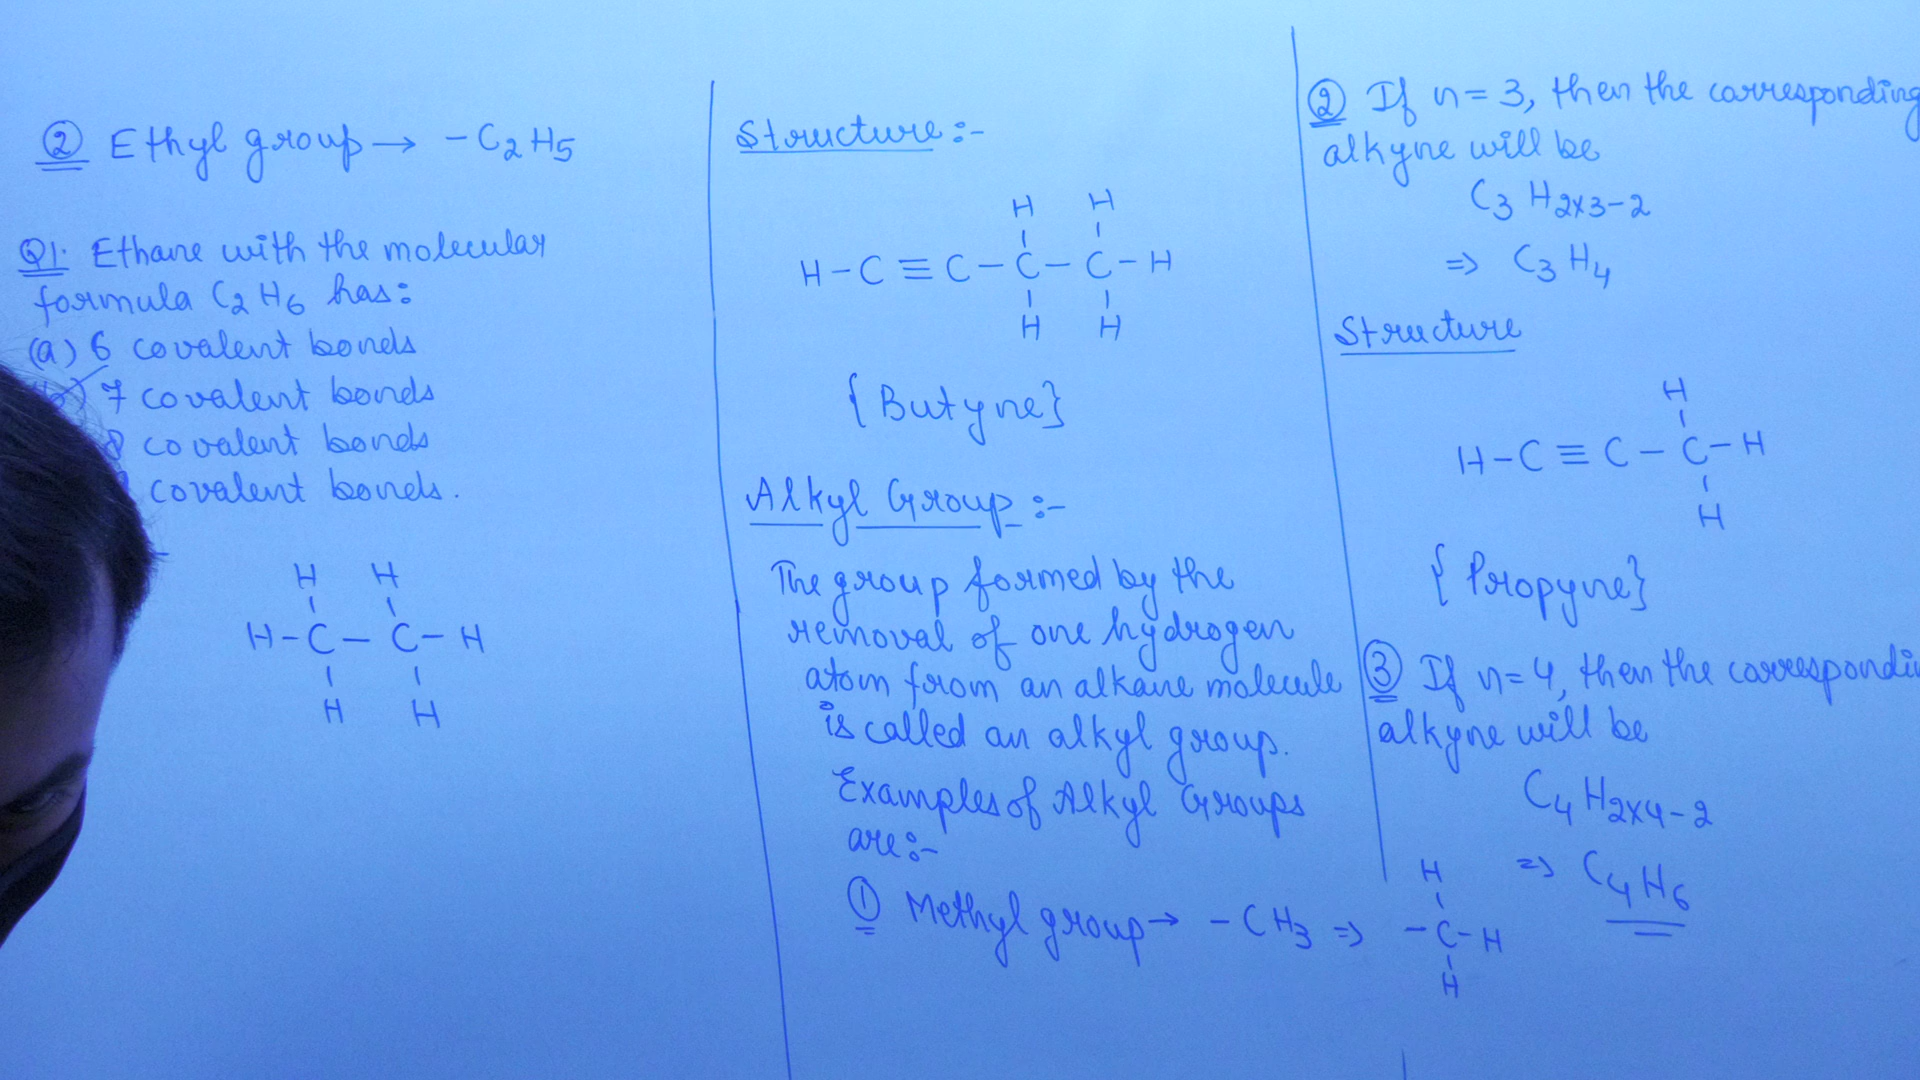 ② Ethyl group → -C2H5
Q1. Ethane with the molecular
formula C2H6 has:
(a) 6 covalent bonds
7 covalent bonds
8 covalent bonds
covalent bonds.
H H
H-C-C-H
H H
Structure:-
H H
H-C≡C-C-C-H
H H
{Butyne}
Alkyl Group:-
The group formed by the
removal of one hydrogen
atom from an alkane molecule
is called an alkyl group.
Examples of Alkyl Groups
are:-
① Methyl group → -CH3 ⇒
H
-C-H
H
② If n=3, then the corresponding
alkyne will be
C3H2x3-2
⇒ C3H4
Structure
H
H-C≡C-C-H
H
{Propyne}
③ If n=4, then the
alkyne will be
C4H2x4-2
⇒ C4H6